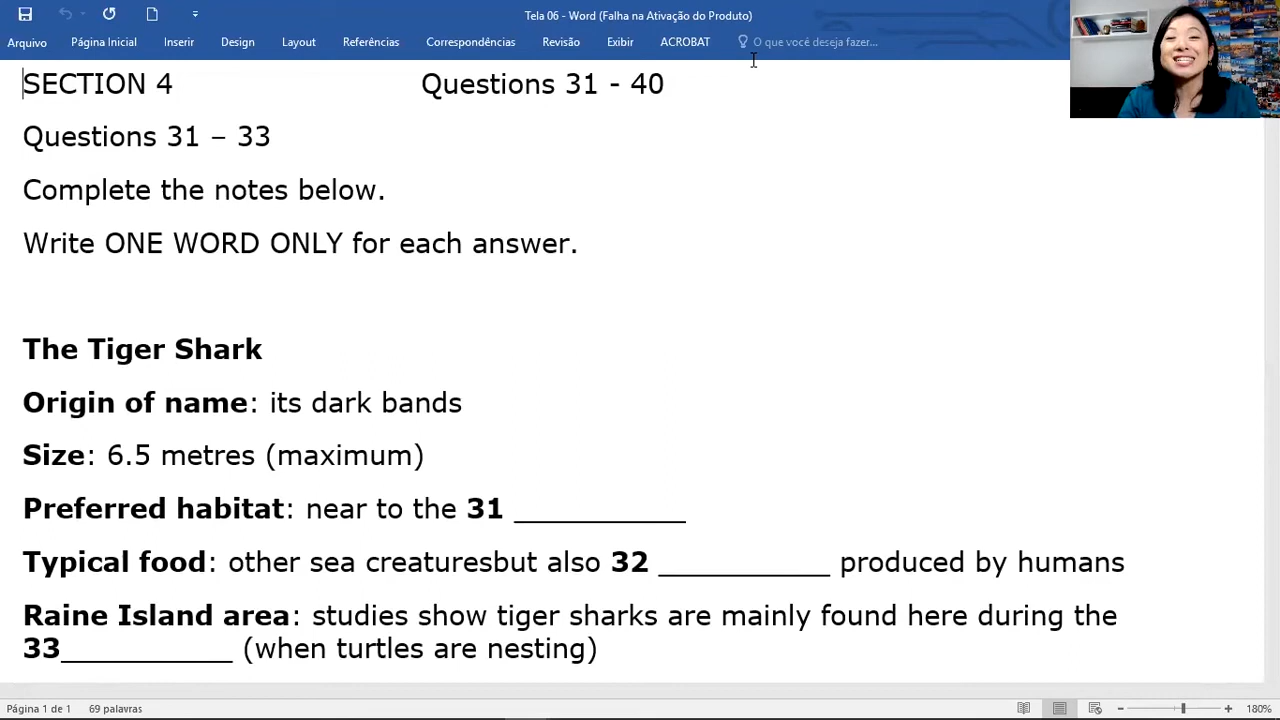 Tela 06 - Word (Falha na Ativação do Produto)
Arquivo Página Inicial Inserir Design Layout Referências Correspondências Revisão Exibir ACROBAT O que você deseja fazer...
SECTION 4 Questions 31 - 40
Questions 31 – 33
Complete the notes below.
Write ONE WORD ONLY for each answer.
The Tiger Shark
Origin of name: its dark bands
Size: 6.5 metres (maximum)
Preferred habitat: near to the 31 ___________
Typical food: other sea creaturesbut also 32 ___________ produced by humans
Raine Island area: studies show tiger sharks are mainly found here during the
33___________ (when turtles are nesting)
Página 1 de 1 69 palavras 180%